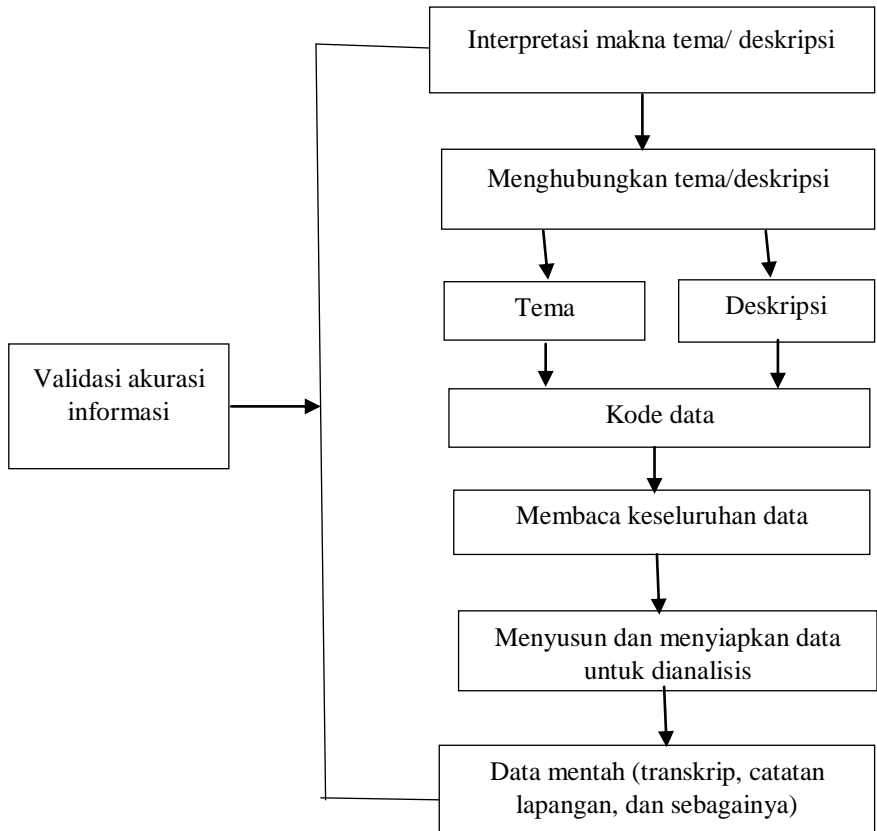 Interpretasi makna tema/ deskripsi
Menghubungkan tema/deskripsi
Tema
Deskripsi
Validasi akurasi
informasi
Kode data
Membaca keseluruhan data
Menyusun dan menyiapkan data
untuk dianalisis
Data mentah (transkrip, catatan
lapangan, dan sebagainya)